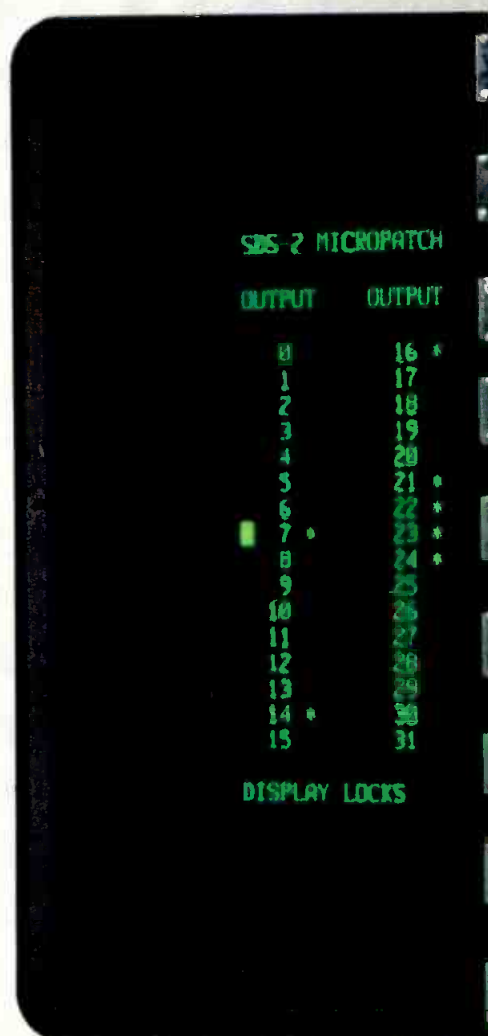 SDS-2 MICROPATCH
OUTPUT OUTPUT
0 16 *
1 17
2 18
3 19
4 20
5 21 *
6 22 *
7 * 23 *
8 24 *
9 25
10 26
11 27
12 28
13 29
14 * 30
15 31
DISPLAY LOCKS